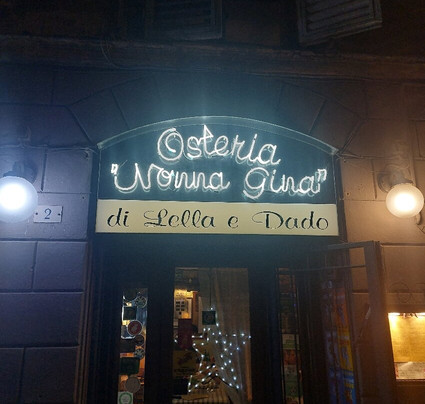 Osteria
"Nonna Gina"
di Lella e Dado
2